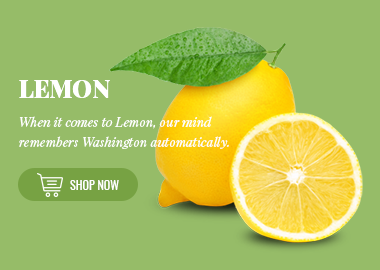 LEMON
When it comes to Lemon, our mind
remembers Washington automatically.
SHOP NOW